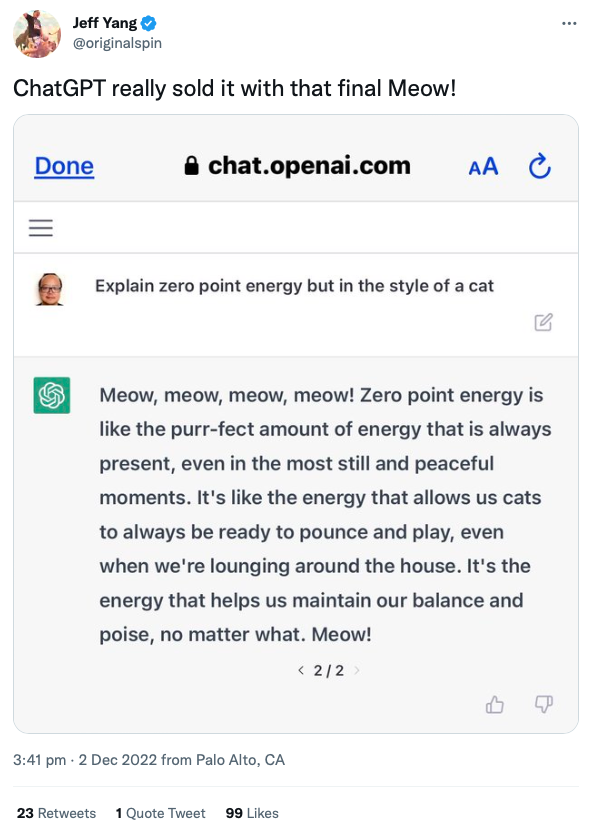 Jeff Yang
@originalspin
ChatGPT really sold it with that final Meow!
Done
chat.openai.com
AA
Explain zero point energy but in the style of a cat
Meow, meow, meow, meow! Zero point energy is
like the purr-fect amount of energy that is always
present, even in the most still and peaceful
moments. It's like the energy that allows us cats
to always be ready to pounce and play, even
when we're lounging around the house. It's the
energy that helps us maintain our balance and
poise, no matter what. Meow!
< 2 / 2 >
3:41 pm · 2 Dec 2022 from Palo Alto, CA
23 Retweets 1 Quote Tweet 99 Likes